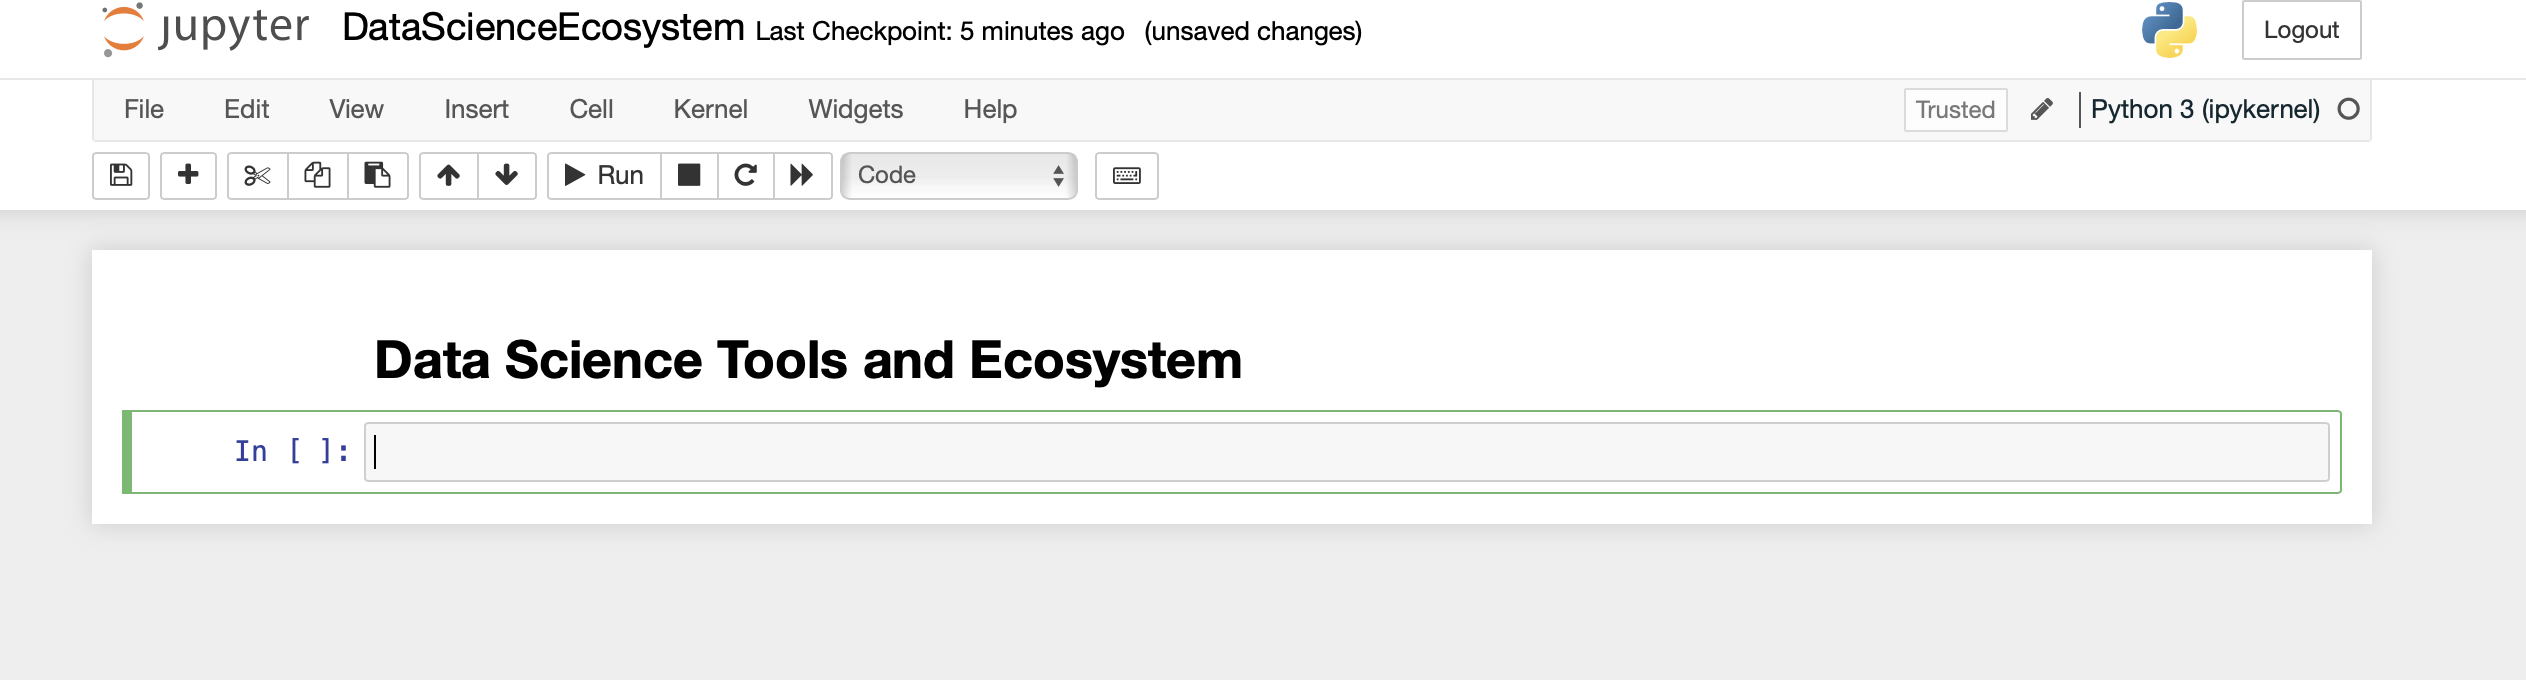 jupyter DataScienceEcosystem Last Checkpoint: 5 minutes ago (unsaved changes) Logout
File Edit View Insert Cell Kernel Widgets Help Trusted Python 3 (ipykernel)
Run Code
Data Science Tools and Ecosystem
In [ ]: